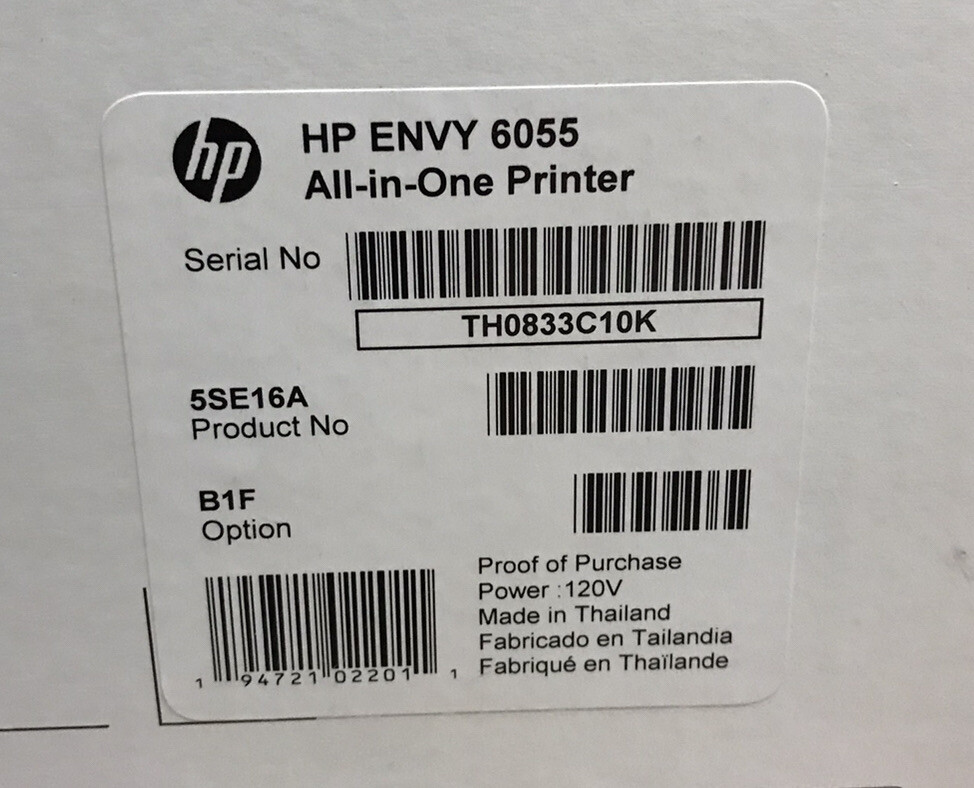 hp
HP ENVY 6055
All-in-One Printer
Serial No
TH0833C10K
5SE16A
Product No
B1F
Option
Proof of Purchase
Power :120V
Made in Thailand
Fabricado en Tailandia
Fabriqué en Thaïlande
1 94721 02201 1